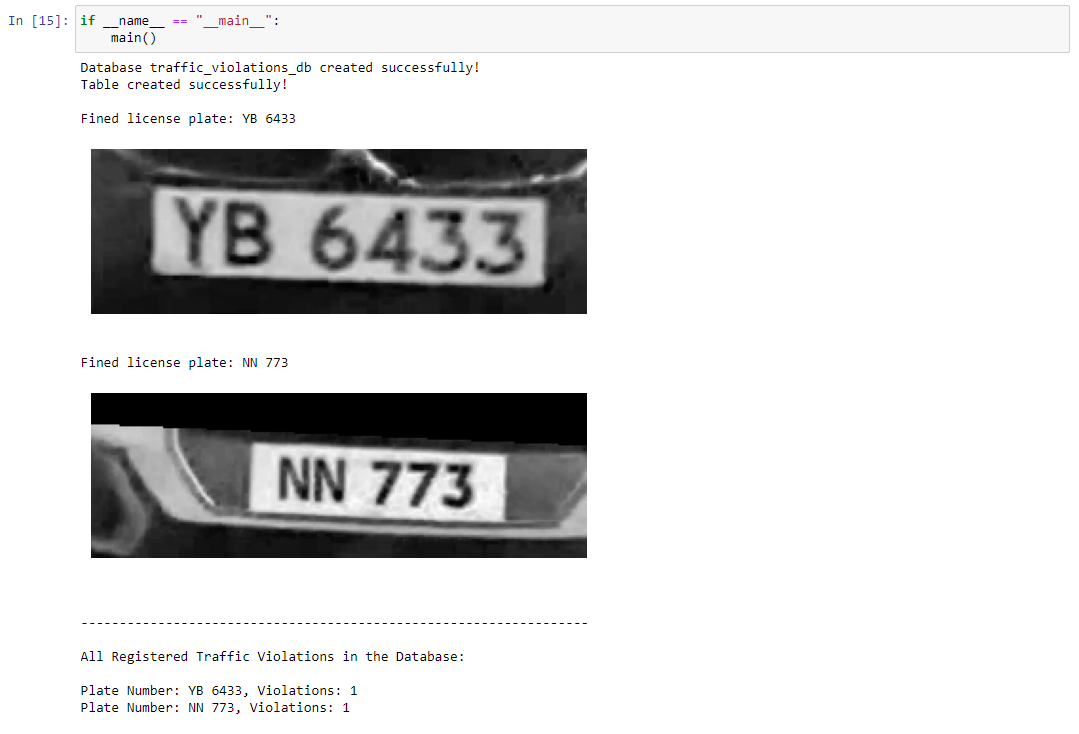 In [15]: if __name__ == "__main__":
    main()
Database traffic_violations_db created successfully!
Table created successfully!
Fined license plate: YB 6433
YB 6433
Fined license plate: NN 773
NN 773
--------------------------------------------------------------------
All Registered Traffic Violations in the Database:
Plate Number: YB 6433, Violations: 1
Plate Number: NN 773, Violations: 1